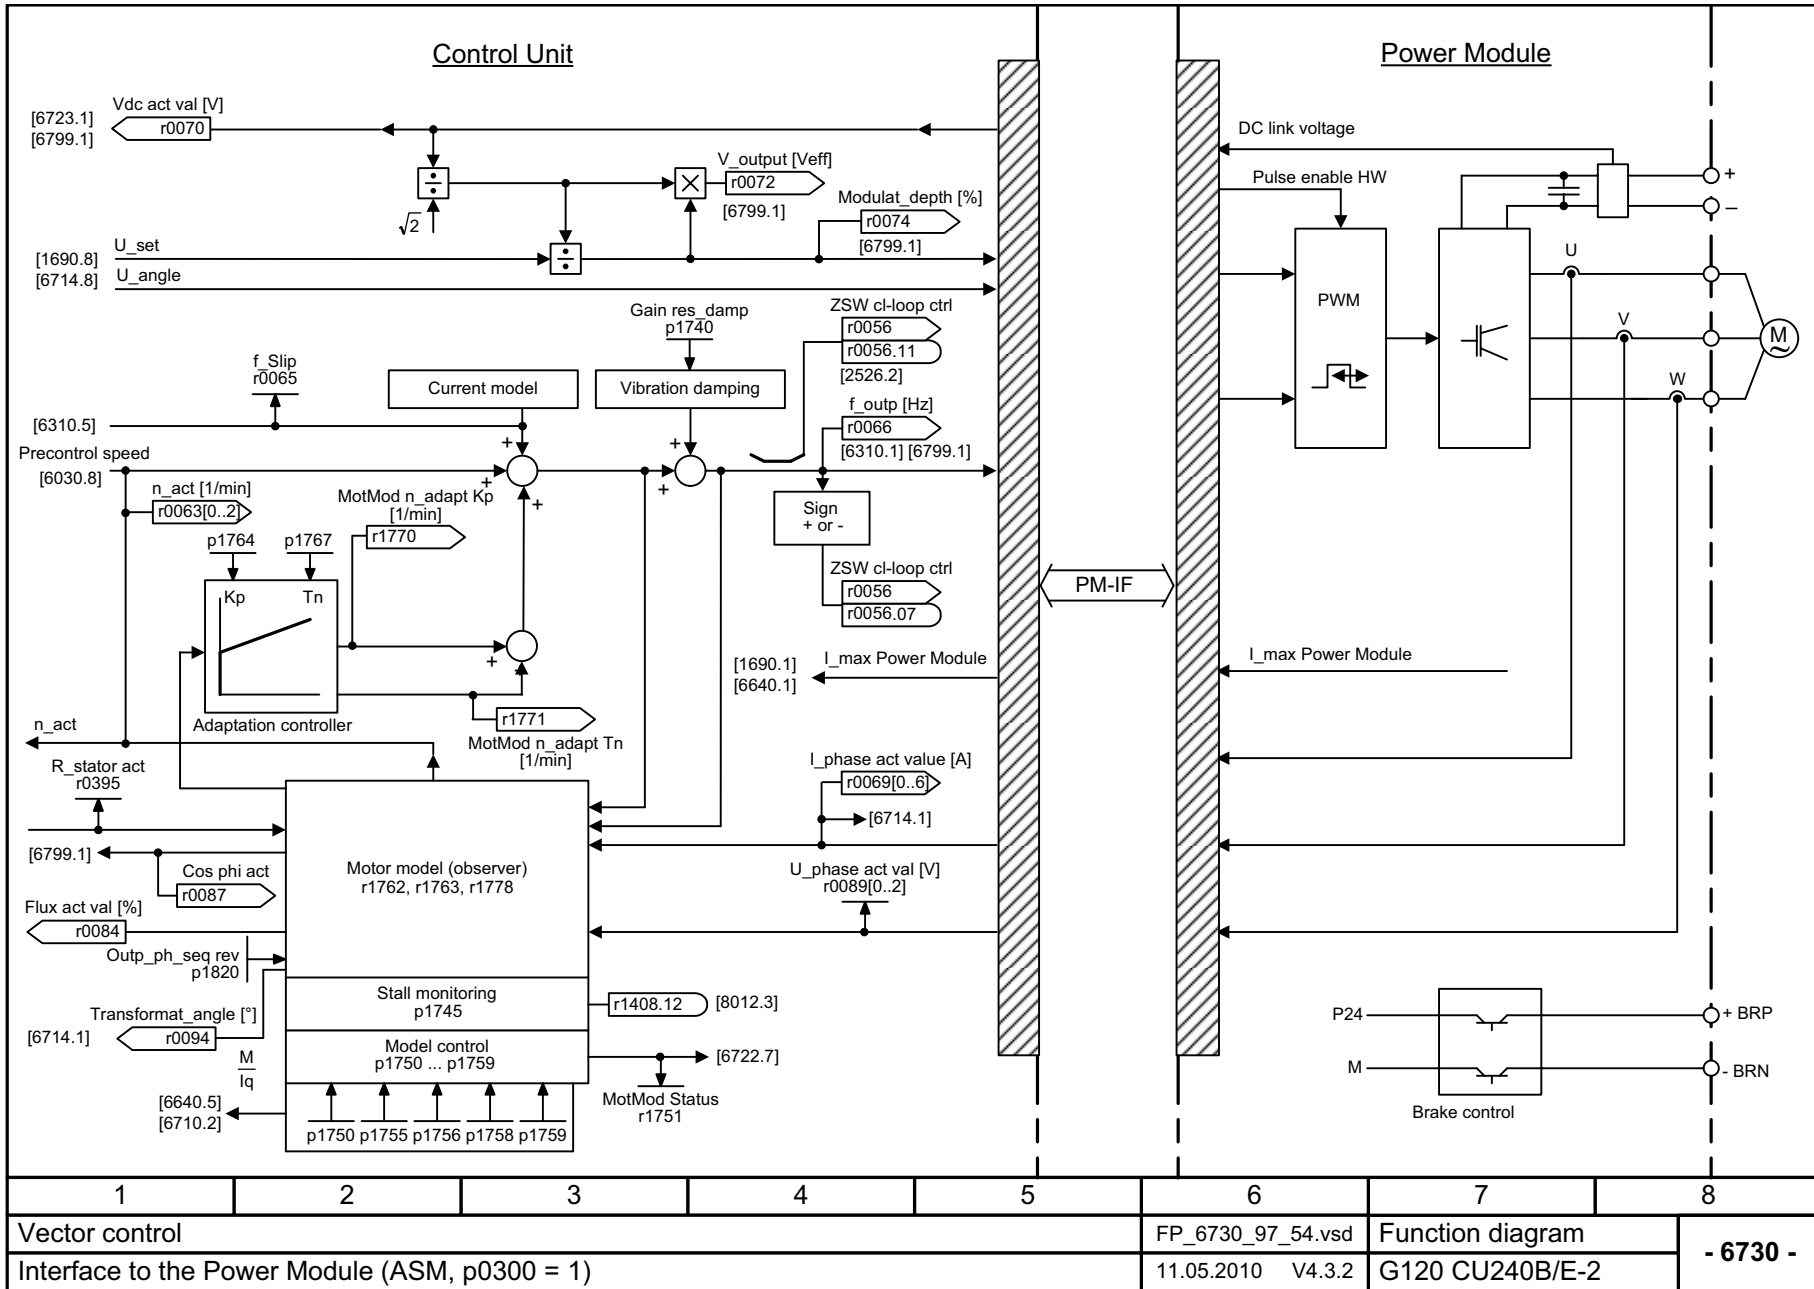 Control Unit
Power Module
Vdc act val [V]
[6723.1]
[6799.1]
r0070
÷
√2
V_output [Veff]
r0072
[6799.1]
Modulat_depth [%]
r0074
[6799.1]
U_set
[1690.8]
[6714.8]
U_angle
÷
DC link voltage
Pulse enable HW
+
–
PWM
U
V
W
M
~
Gain res_damp
p1740
Vibration damping
ZSW cl-loop ctrl
r0056
r0056.11
[2526.2]
f_Slip
r0065
Current model
[6310.5]
f_outp [Hz]
r0066
[6310.1] [6799.1]
Precontrol speed
[6030.8]
+
+
+
+
+
n_act [1/min]
r0063[0..2]
MotMod n_adapt Kp
[1/min]
r1770
Sign
+ or -
p1764
p1767
Kp
Tn
Adaptation controller
+
+
ZSW cl-loop ctrl
r0056
r0056.07
PM-IF
[1690.1]
[6640.1]
I_max Power Module
I_max Power Module
r1771
MotMod n_adapt Tn
[1/min]
n_act
R_stator act
r0395
I_phase act value [A]
r0069[0..6]
[6714.1]
[6799.1]
Cos phi act
r0087
Motor model (observer)
r1762, r1763, r1778
U_phase act val [V]
r0089[0..2]
Flux act val [%]
r0084
Outp_ph_seq rev
p1820
Stall monitoring
p1745
r1408.12
[8012.3]
Transformat_angle [°]
[6714.1]
r0094
Model control
p1750 ... p1759
[6722.7]
MotMod Status
r1751
M
Iq
[6640.5]
[6710.2]
p1750
p1755
p1756
p1758
p1759
P24
+ BRP
M
- BRN
Brake control
1
2
3
4
5
6
7
8
Vector control
FP_6730_97_54.vsd
Function diagram
- 6730 -
Interface to the Power Module (ASM, p0300 = 1)
11.05.2010 V4.3.2
G120 CU240B/E-2